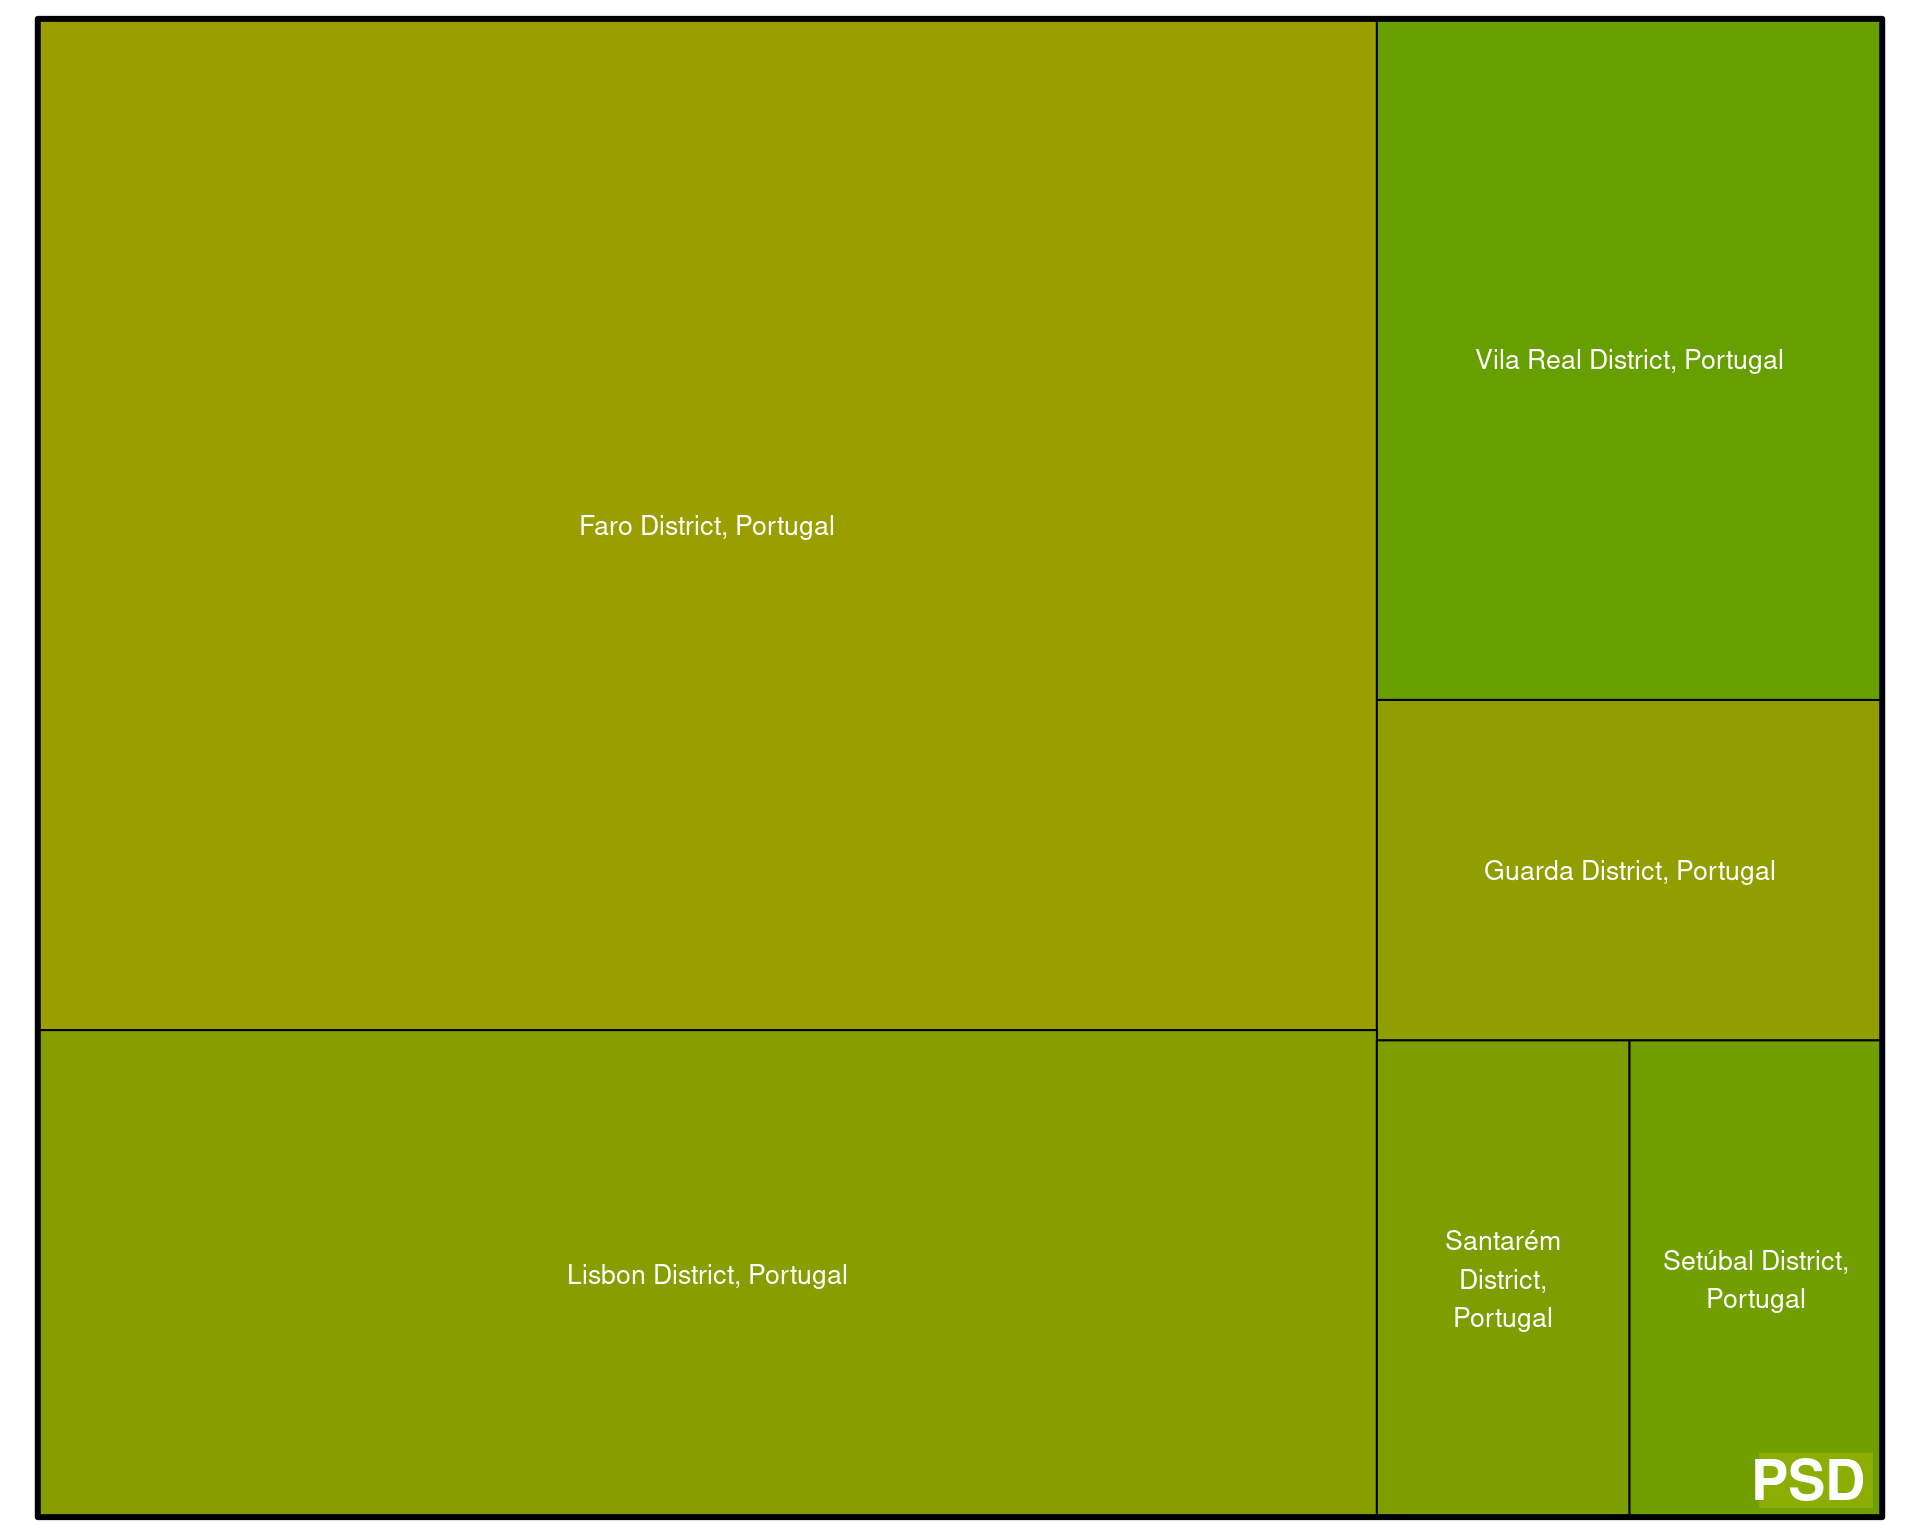 Faro District, Portugal
Vila Real District, Portugal
Guarda District, Portugal
Lisbon District, Portugal
Santarém
District,
Portugal
Setúbal District,
Portugal
PSD